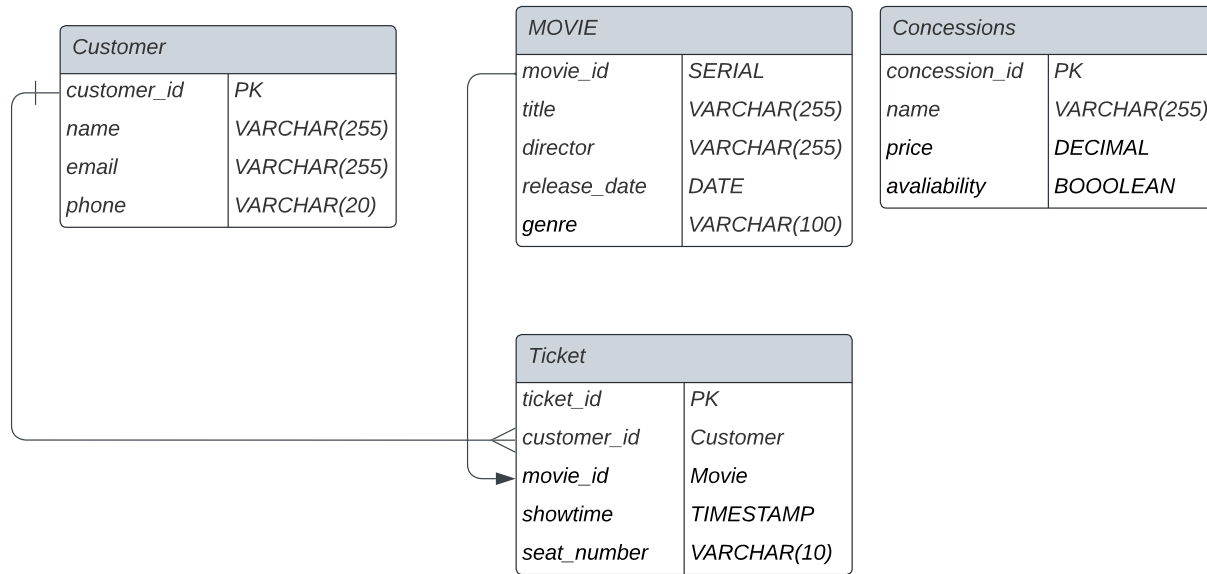 Customer
customer_id PK
name VARCHAR(255)
email VARCHAR(255)
phone VARCHAR(20)
MOVIE
movie_id SERIAL
title VARCHAR(255)
director VARCHAR(255)
release_date DATE
genre VARCHAR(100)
Concessions
concession_id PK
name VARCHAR(255)
price DECIMAL
avaliability BOOOLEAN
Ticket
ticket_id PK
customer_id Customer
movie_id Movie
showtime TIMESTAMP
seat_number VARCHAR(10)